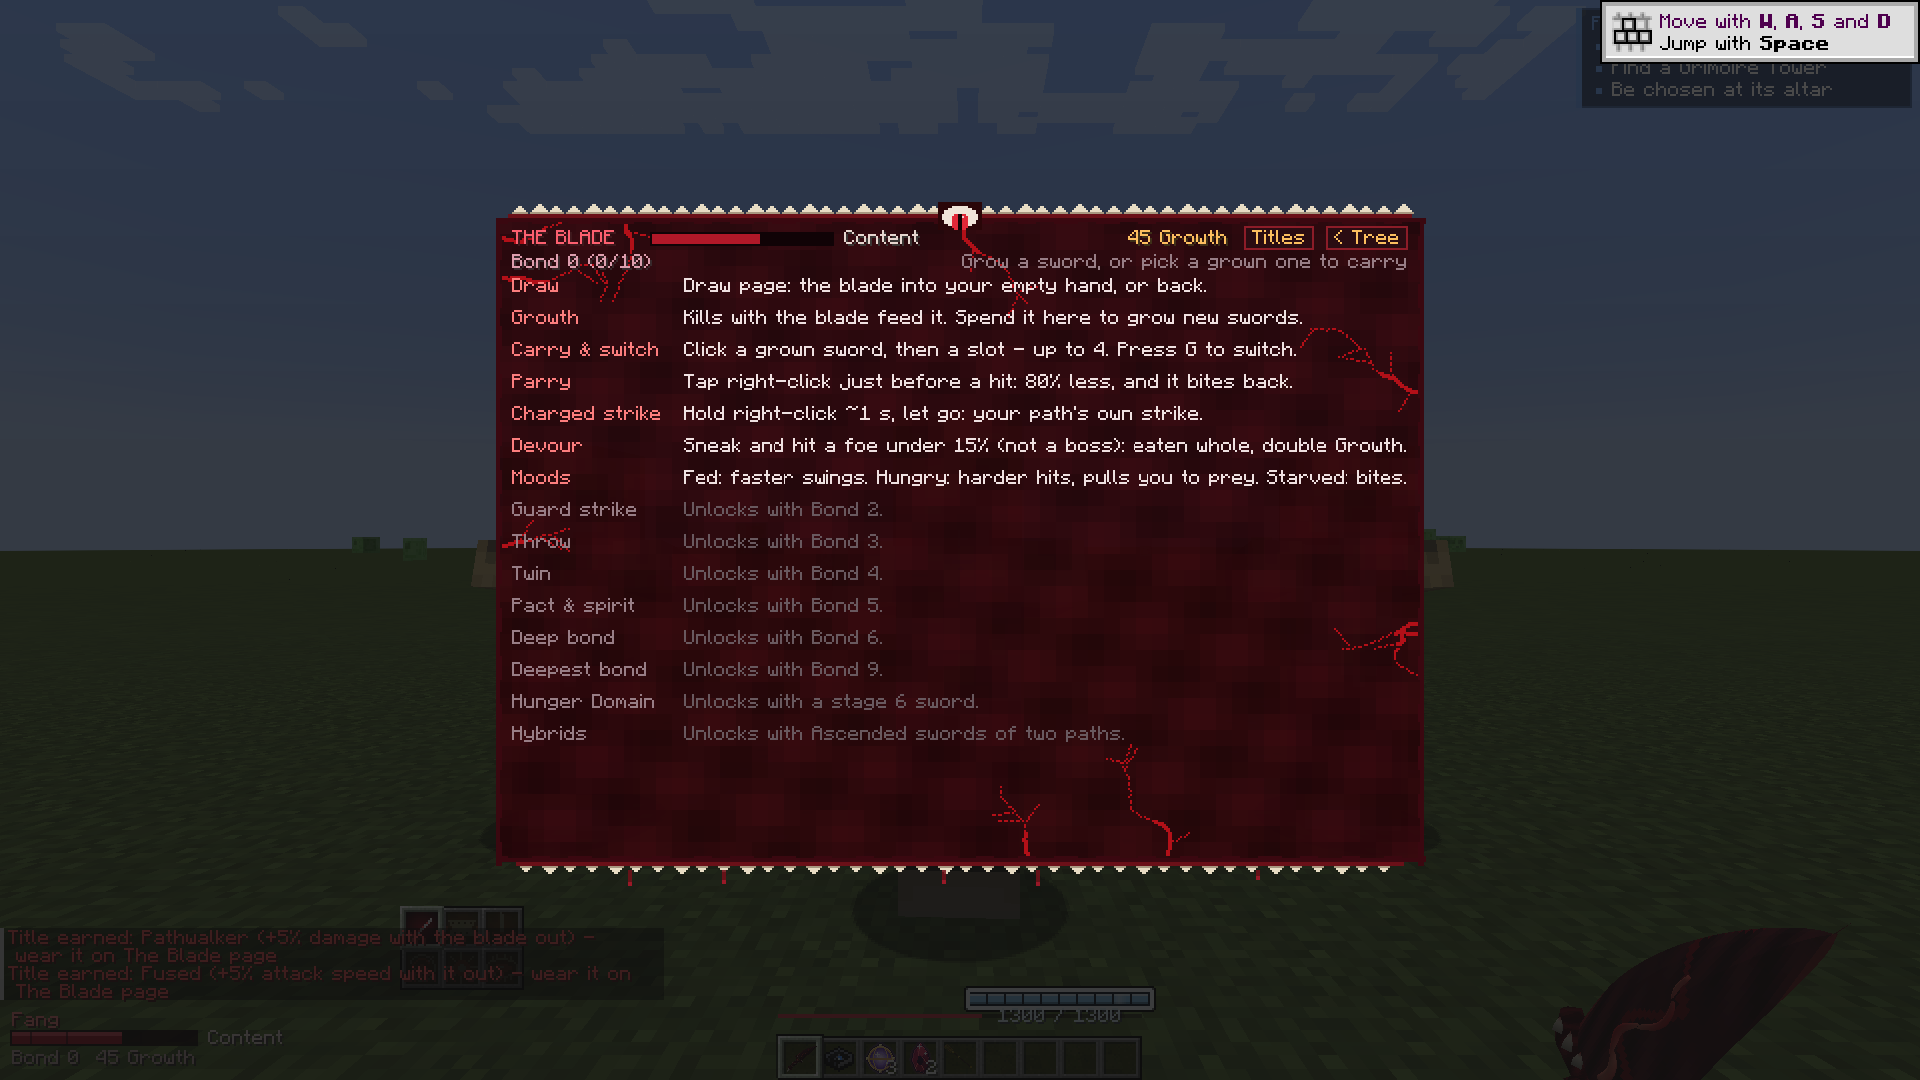 Move with W, A, S and D
Jump with Space
Find a Grimoire Tower
Be chosen at its altar
THE BLADE
Content
45 Growth
Titles
< Tree
Bond 0 (0/10)
Grow a sword, or pick a grown one to carry
Draw Draw page: the blade into your empty hand, or back.
Growth Kills with the blade feed it. Spend it here to grow new swords.
Carry & switch Click a grown sword, then a slot - up to 4. Press G to switch.
Parry Tap right-click just before a hit: 80% less, and it bites back.
Charged strike Hold right-click ~1 s, let go: your path's own strike.
Devour Sneak and hit a foe under 15% (not a boss): eaten whole, double Growth.
Moods Fed: faster swings. Hungry: harder hits, pulls you to prey. Starved: bites.
Guard strike Unlocks with Bond 2.
Throw Unlocks with Bond 3.
Twin Unlocks with Bond 4.
Pact & spirit Unlocks with Bond 5.
Deep bond Unlocks with Bond 6.
Deepest bond Unlocks with Bond 9.
Hunger Domain Unlocks with a stage 6 sword.
Hybrids Unlocks with Ascended swords of two paths.
Title earned: Pathwalker (+5% damage with the blade out) -
wear it on The Blade page
Title earned: Fused (+5% attack speed with it out) - wear it on
The Blade page
Fang
Content
Bond 0 45 Growth
1300 / 1300
3
2